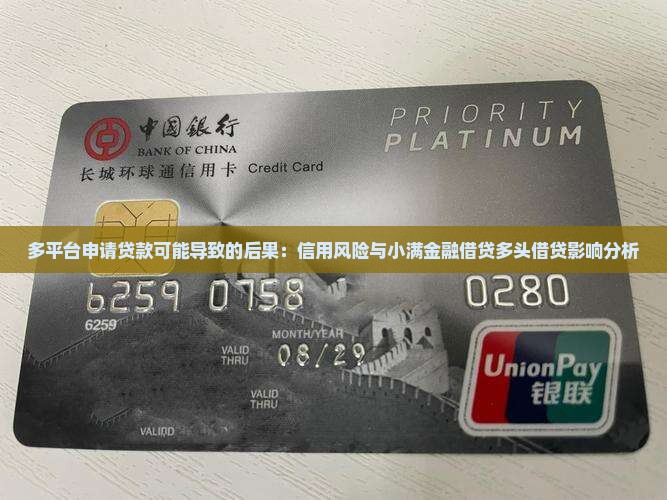 中国银行
BANK OF CHINA
长城环球通信用卡 Credit Card
PRIORITY
PLATINUM
多平台申请贷款可能导致的后果：信用风险与小满金融借贷多头借贷影响分析
6259 0758 0280
6259
MONTH/YEAR
VALID
THRU
08/29
VALID
THRU
UnionPay
银联